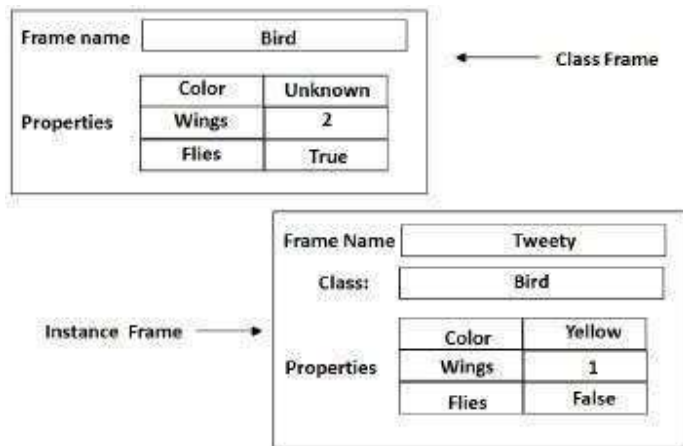 Frame name Bird
Class Frame
Properties
Color Unknown
Wings 2
Flies True
Frame Name Tweety
Class: Bird
Instance Frame
Properties
Color Yellow
Wings 1
Flies False